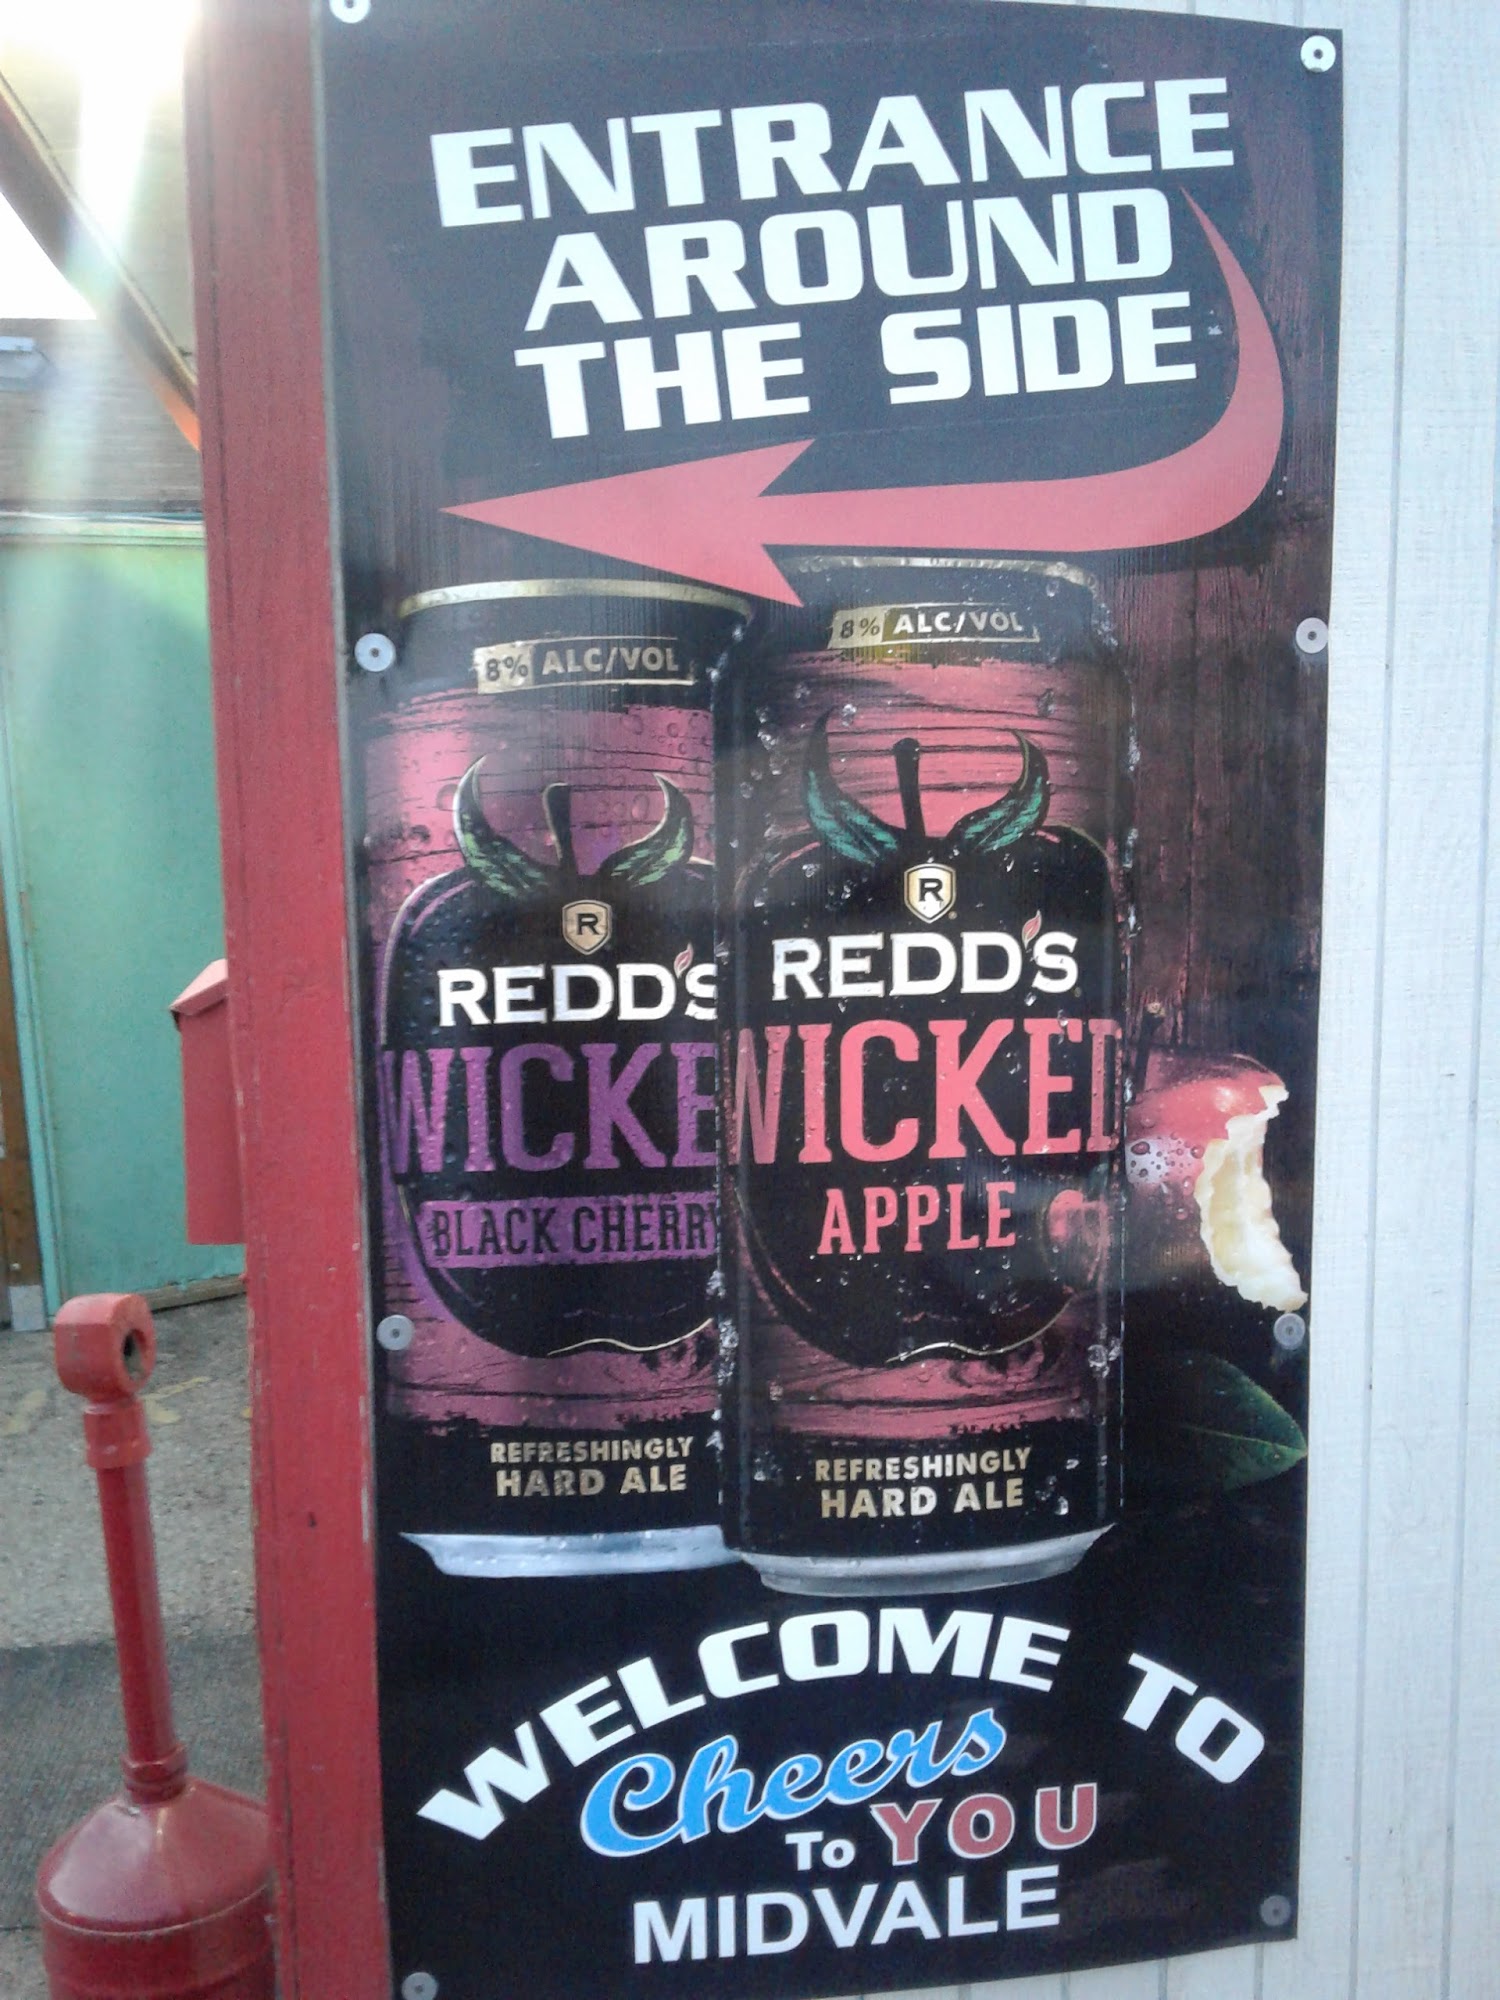 ENTRANCE
AROUND
THE SIDE
8% ALC/VOL
R
REDD'S
WICKE
BLACK CHERRY
REFRESHINGLY
HARD ALE
8% ALC/VOL
R
REDD'S
WICKED
APPLE
REFRESHINGLY
HARD ALE
WELCOME TO
Cheers
To YOU
MIDVALE